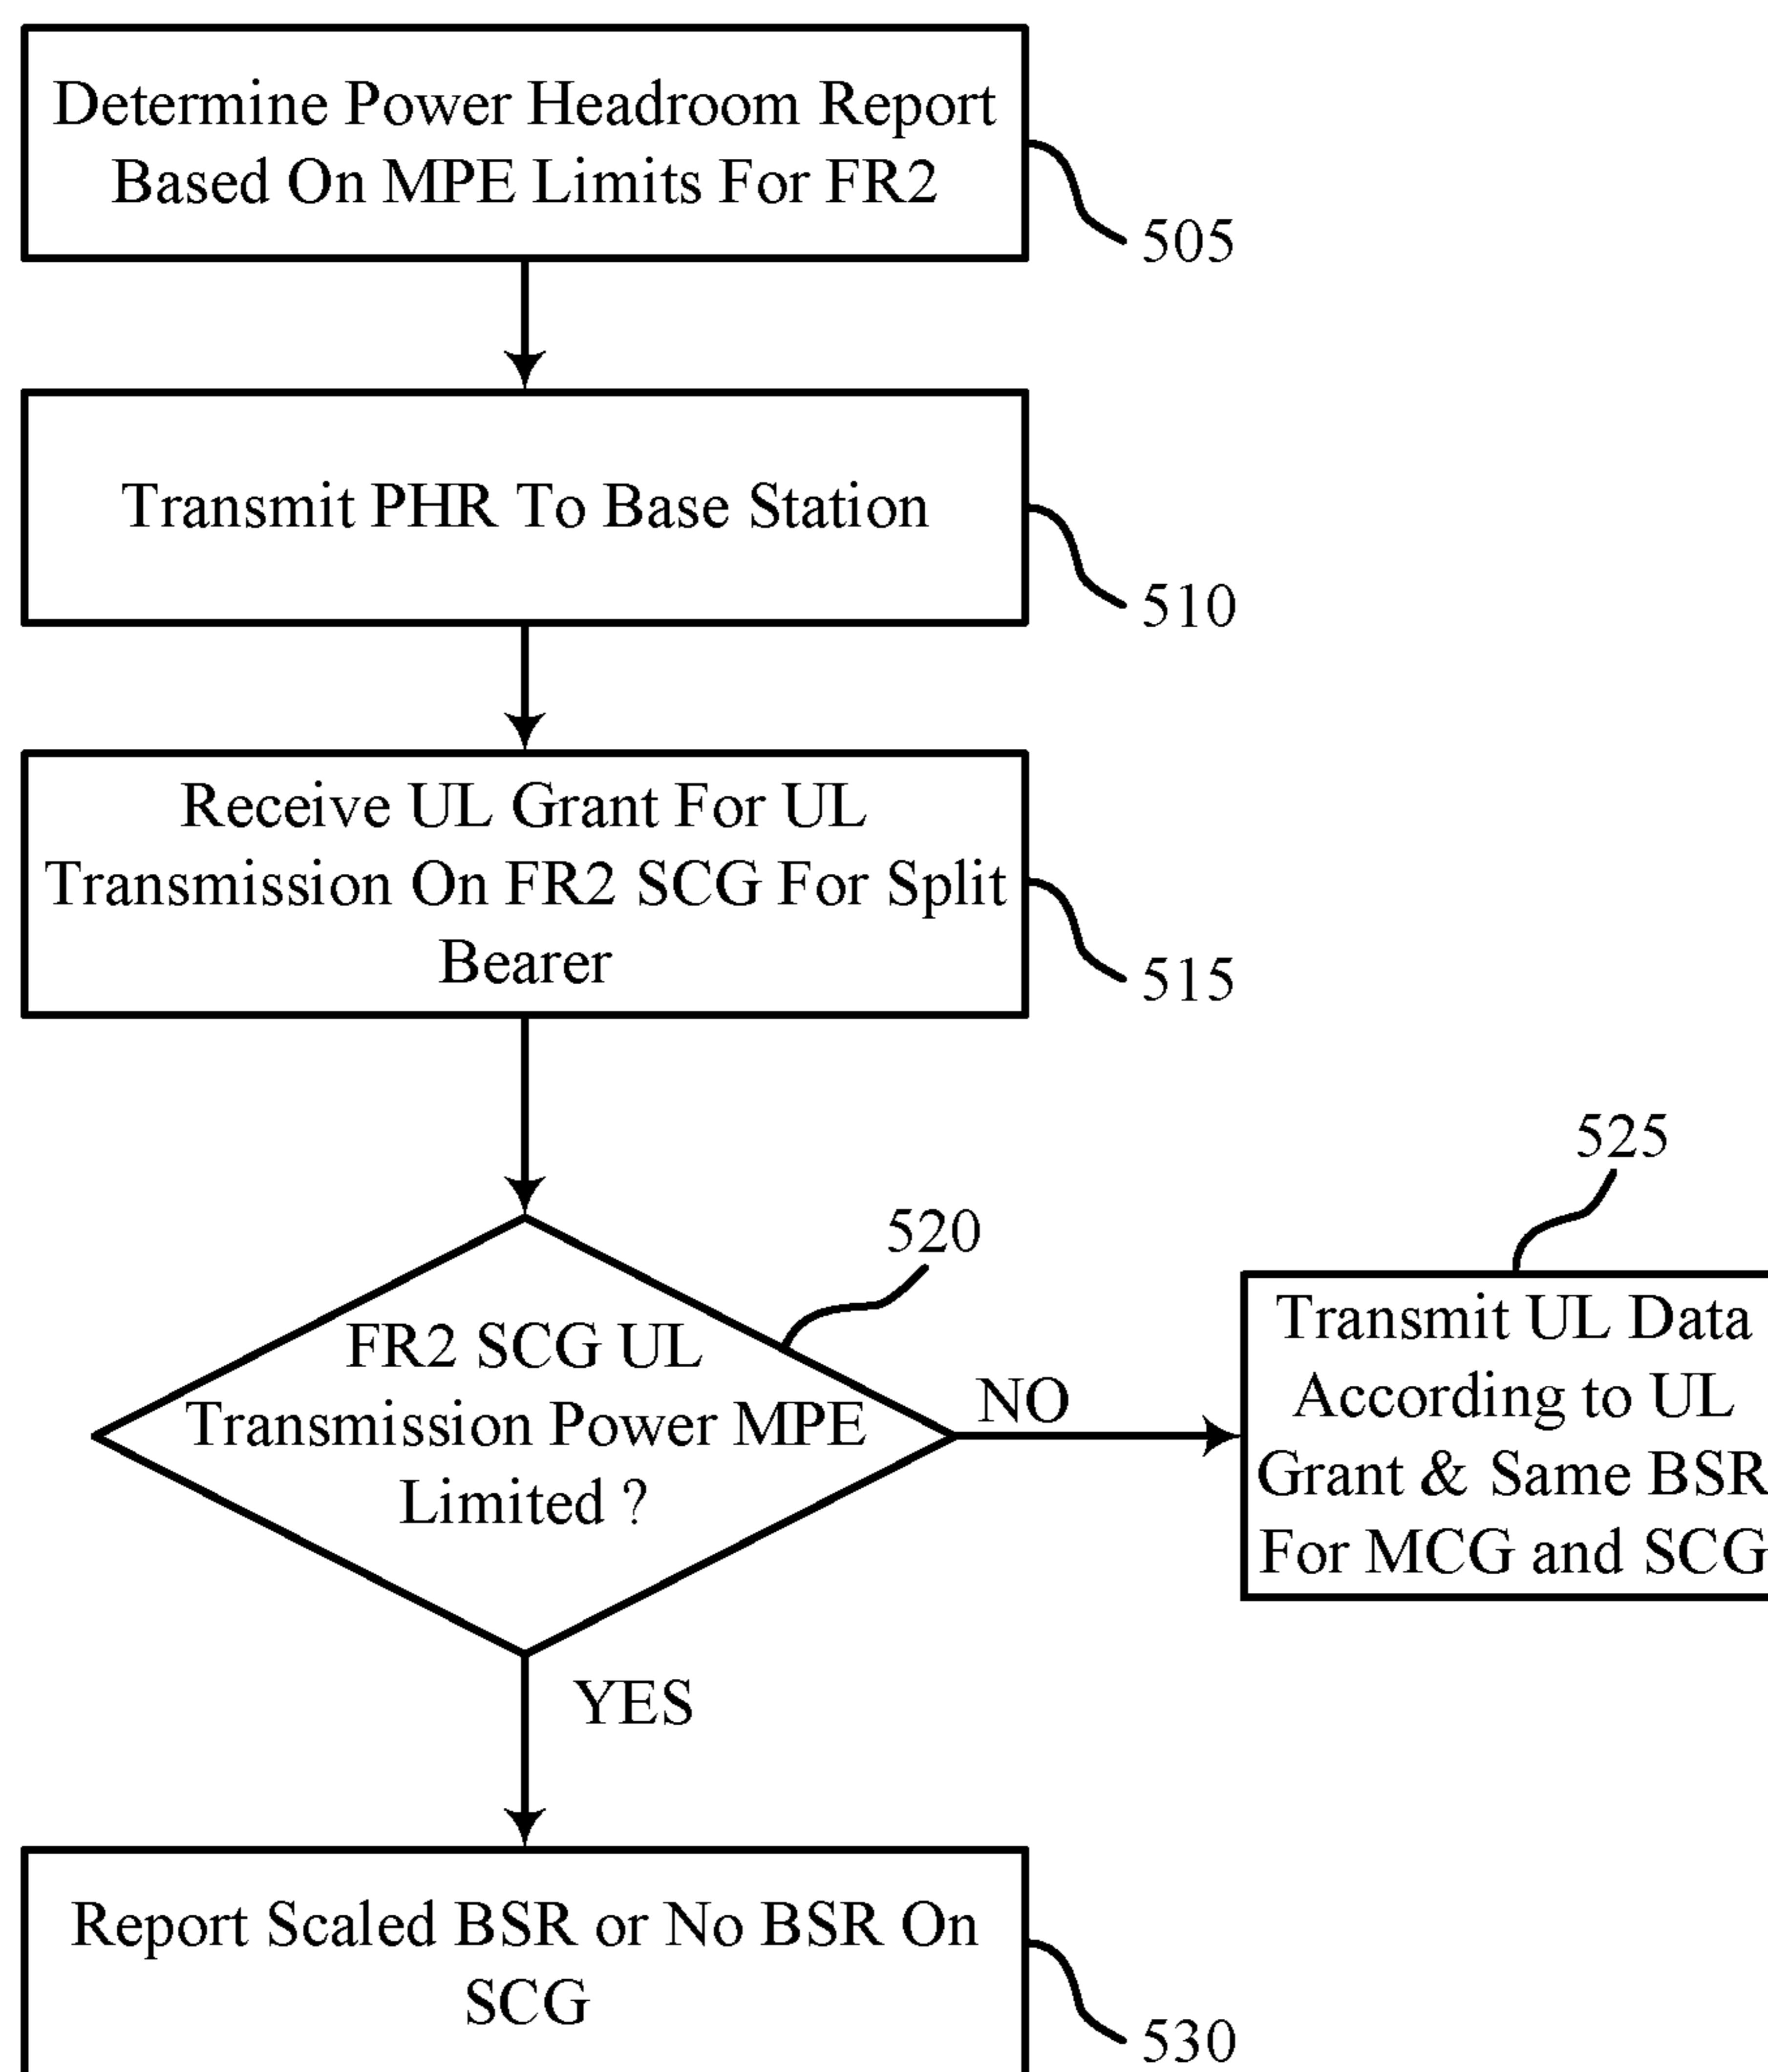 Determine Power Headroom Report
Based On MPE Limits For FR2
505
Transmit PHR To Base Station
510
Receive UL Grant For UL
Transmission On FR2 SCG For Split
Bearer
515
525
520
FR2 SCG UL
Transmission Power MPE
Limited ?
NO
Transmit UL Data
According to UL
Grant & Same BSR
For MCG and SCG
YES
Report Scaled BSR or No BSR On
SCG
530